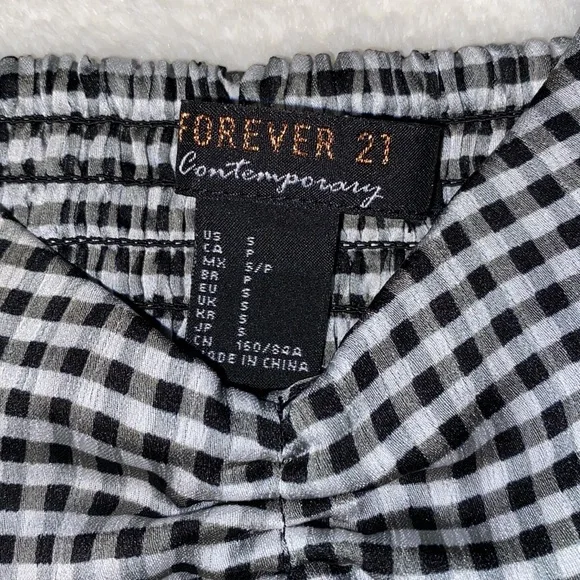 FOREVER 21
Contemporary
US S
CA P
MX S/P
BR P
EU S
UK S
KR S
JP S
CN 160/84A
MADE IN CHINA